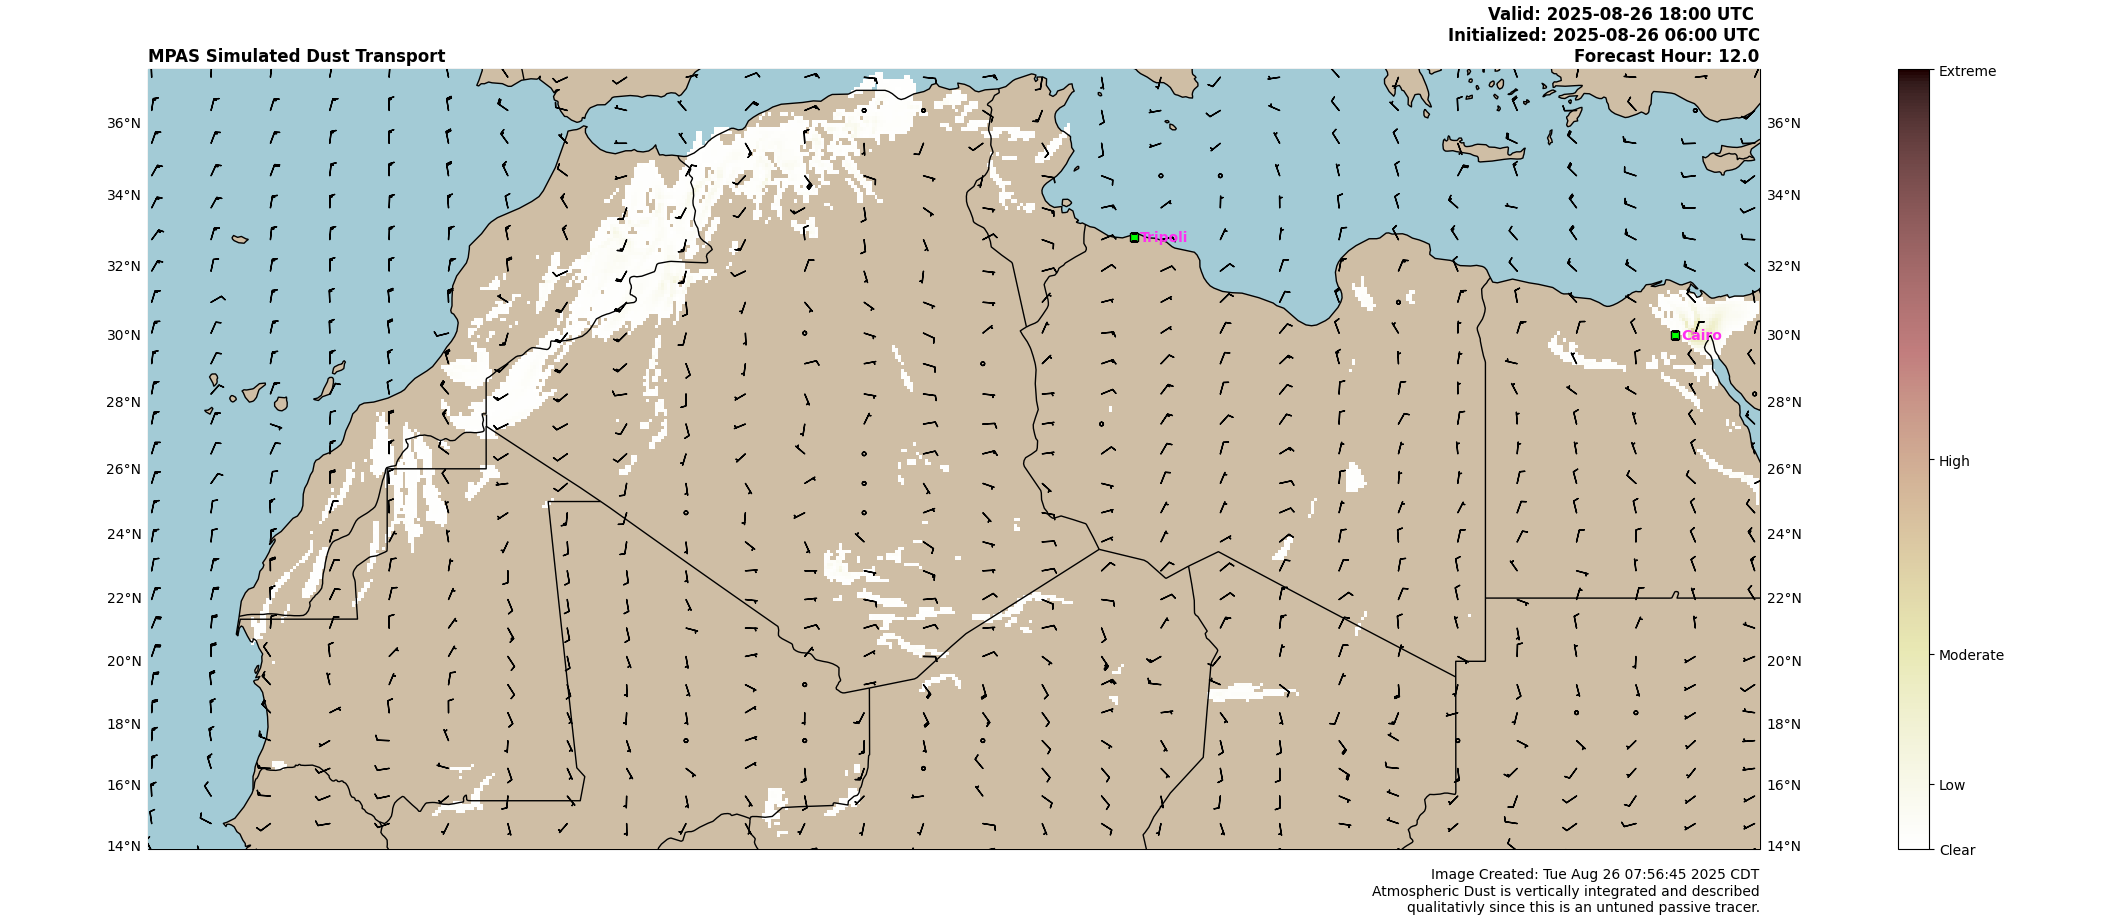 Valid: 2025-08-26 18:00 UTC
Initialized: 2025-08-26 06:00 UTC
MPAS Simulated Dust Transport
Forecast Hour: 12.0
Extreme
36°N 36°N
34°N 34°N
Tripoli
32°N 32°N
30°N 30°N
Cairo
28°N 28°N
26°N 26°N
High
24°N 24°N
22°N 22°N
20°N 20°N
Moderate
18°N 18°N
16°N 16°N
Low
14°N 14°N
Clear
Image Created: Tue Aug 26 07:56:45 2025 CDT
Atmospheric Dust is vertically integrated and described
qualitativly since this is an untuned passive tracer.